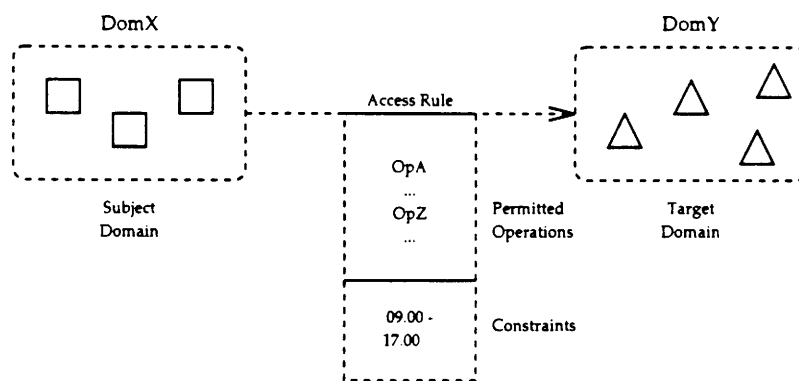 DomX
DomY
Access Rule
OpA
...
OpZ
...
Subject
Domain
Permitted
Operations
Target
Domain
09.00 -
17.00
Constraints